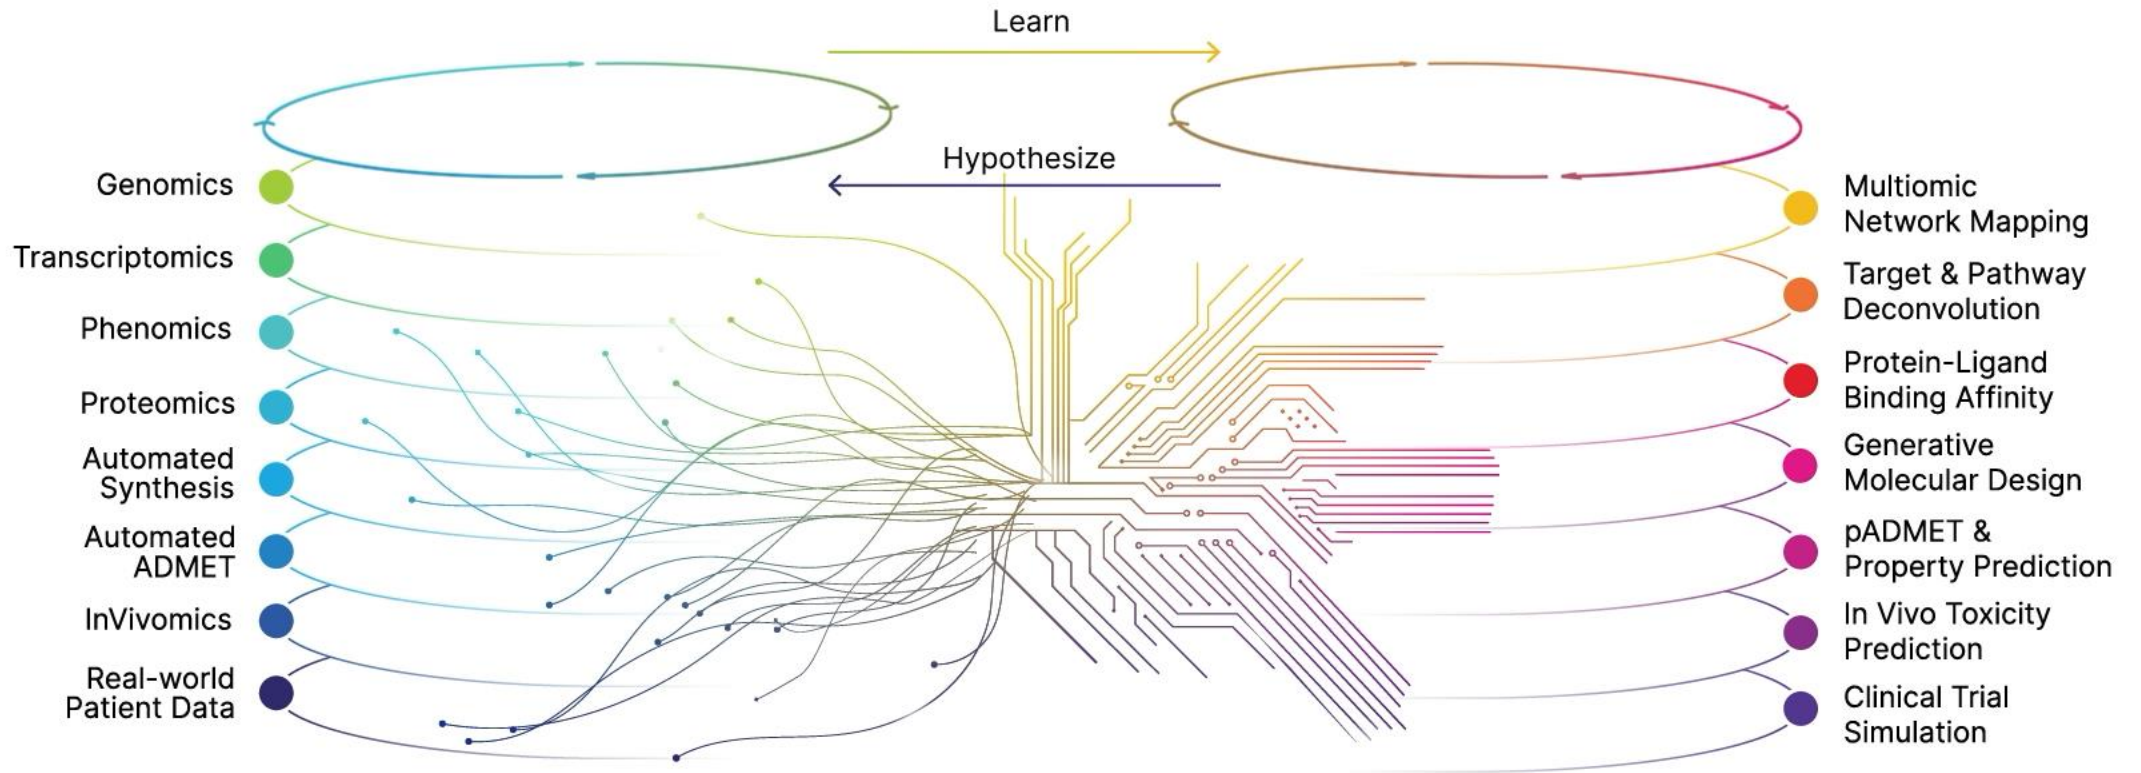 Learn
Hypothesize
Genomics
Transcriptomics
Phenomics
Proteomics
Automated
Synthesis
Automated
ADMET
InVivomics
Real-world
Patient Data
Multiomic
Network Mapping
Target & Pathway
Deconvolution
Protein-Ligand
Binding Affinity
Generative
Molecular Design
pADMET &
Property Prediction
In Vivo Toxicity
Prediction
Clinical Trial
Simulation